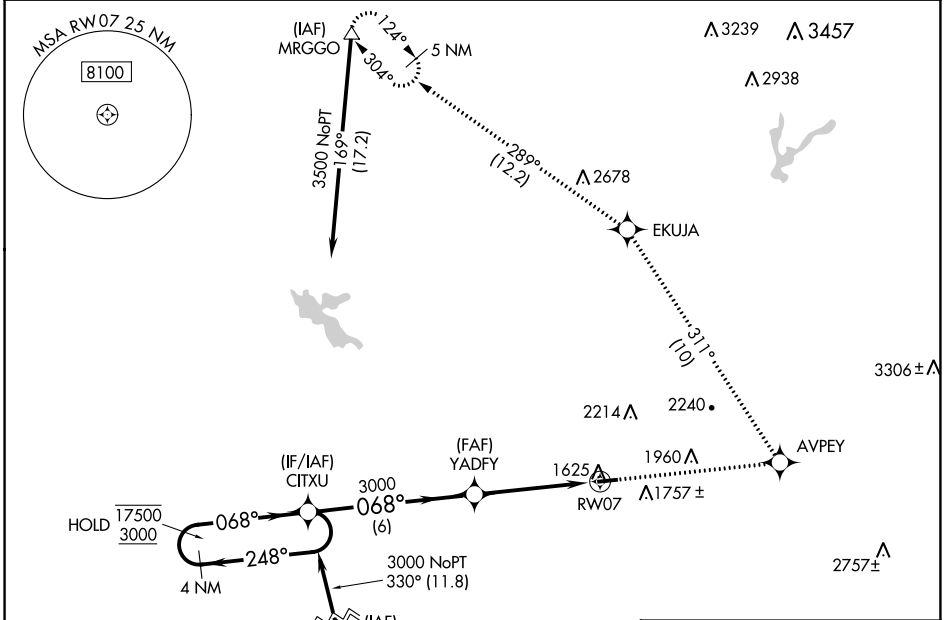 MSA RW07 25 NM
8100
(IAF)
MRGGO
124°
304°
5 NM
3239
3457
2938
3500 NoPT
169°
(17.2)
289°
(12.2)
2678
EKUJA
311°
(10)
3306 ±
2214
2240
AVPEY
(IF/IAF)
CITXU
(FAF)
YADFY
1625
1960
RW07
1757 ±
3000
068°
(6)
HOLD
17500
3000
068°
248°
4 NM
3000 NoPT
330° (11.8)
2757±
(IAF)